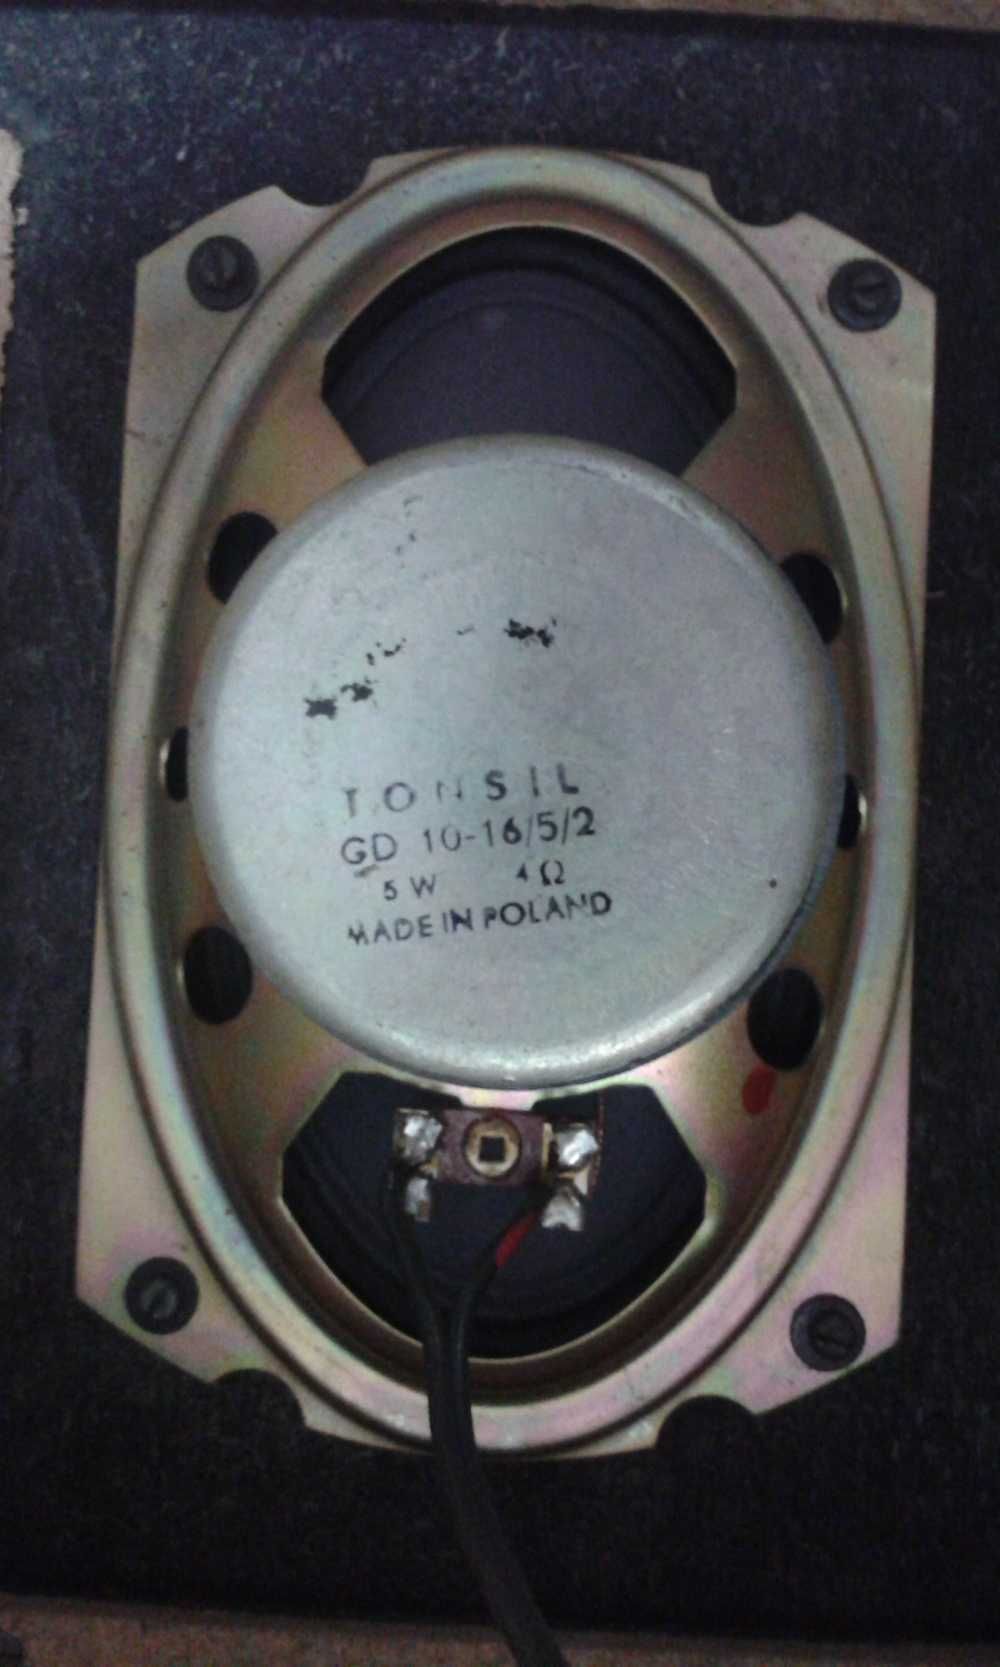 TONSIL
GD 10-16/5/2
5 W 4 Ω
MADE IN POLAND